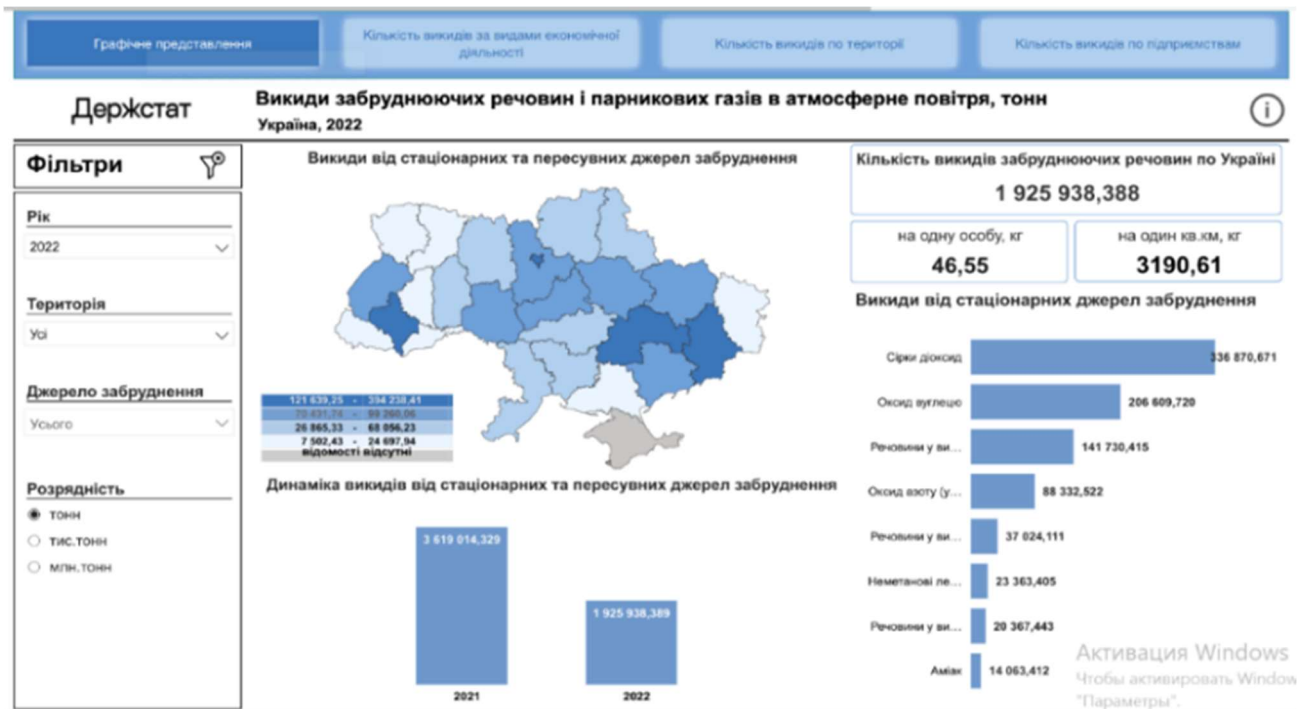 Графічне представлення
Кількість викидів за видами економічної
діяльності
Кількість викидів по території
Кількість викидів по підприємствам
Держстат
Викиди забруднюючих речовин і парникових газів в атмосферне повітря, тонн
Україна, 2022
i
Фільтри
Рік
2022
Територія
Усі
Джерело забруднення
Усього
Розрядність
тонн
тис.тонн
млн.тонн
Викиди від стаціонарних та пересувних джерел забруднення
121 639,25 - 394 238,41
70 431,74 - 99 260,06
26 865,33 - 68 056,23
7 502,43 - 24 697,94
відомості відсутні
Динаміка викидів від стаціонарних та пересувних джерел забруднення
3 619 014,329
1 925 938,389
2021
2022
Кількість викидів забруднюючих речовин по Україні
1 925 938,388
на одну особу, кг
46,55
на один кв.км, кг
3190,61
Викиди від стаціонарних джерел забруднення
Сірки діоксид
336 870,671
Оксид вуглецю
206 609,720
Речовини у ви...
141 730,415
Оксид азоту (у...
88 332,522
Речовини у ви...
37 024,111
Неметанові ле...
23 363,405
Речовини у ви...
20 367,443
Аміак
14 063,412
Активация Windows
Чтобы активировать Window
"Параметры".